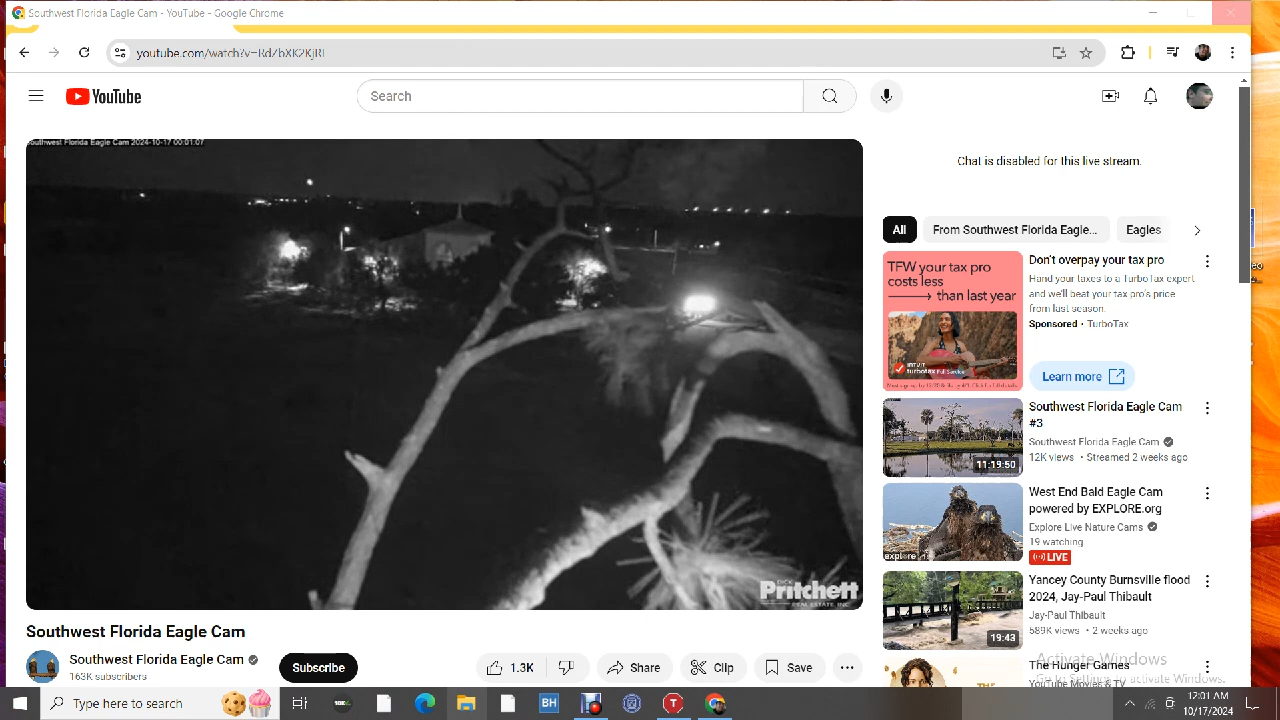 Southwest Florida Eagle Cam - YouTube - Google Chrome
youtube.com/watch?v=RdZbXK2KjRI
YouTube
Search
Southwest Florida Eagle Cam 2024-10-17 00:01:07
DICK
Pritchett
REAL ESTATE, INC.
Southwest Florida Eagle Cam
Southwest Florida Eagle Cam
163K subscribers
Subscribe
1.3K
Share
Clip
Save
Chat is disabled for this live stream.
All
From Southwest Florida Eagle...
Eagles
TFW your tax pro
costs less
than last year
INTUIT
turbotax Full Service
Don't overpay your tax pro
Hand your taxes to a TurboTax expert
and we'll beat your tax pro's price
from last season.
Sponsored • TurboTax
Learn more
11:19:50
Southwest Florida Eagle Cam
#3
Southwest Florida Eagle Cam
12K views • Streamed 2 weeks ago
explore
West End Bald Eagle Cam
powered by EXPLORE.org
Explore Live Nature Cams
19 watching
LIVE
19:43
Yancey County Burnsville flood
2024, Jay-Paul Thibault
Jay-Paul Thibault
589K views • 2 weeks ago
The Hunger Games
YouTube Movies & TV
Activate Windows
Go to Settings to activate Windows.
Type here to search
10K
BH
T
12:01 AM
10/17/2024